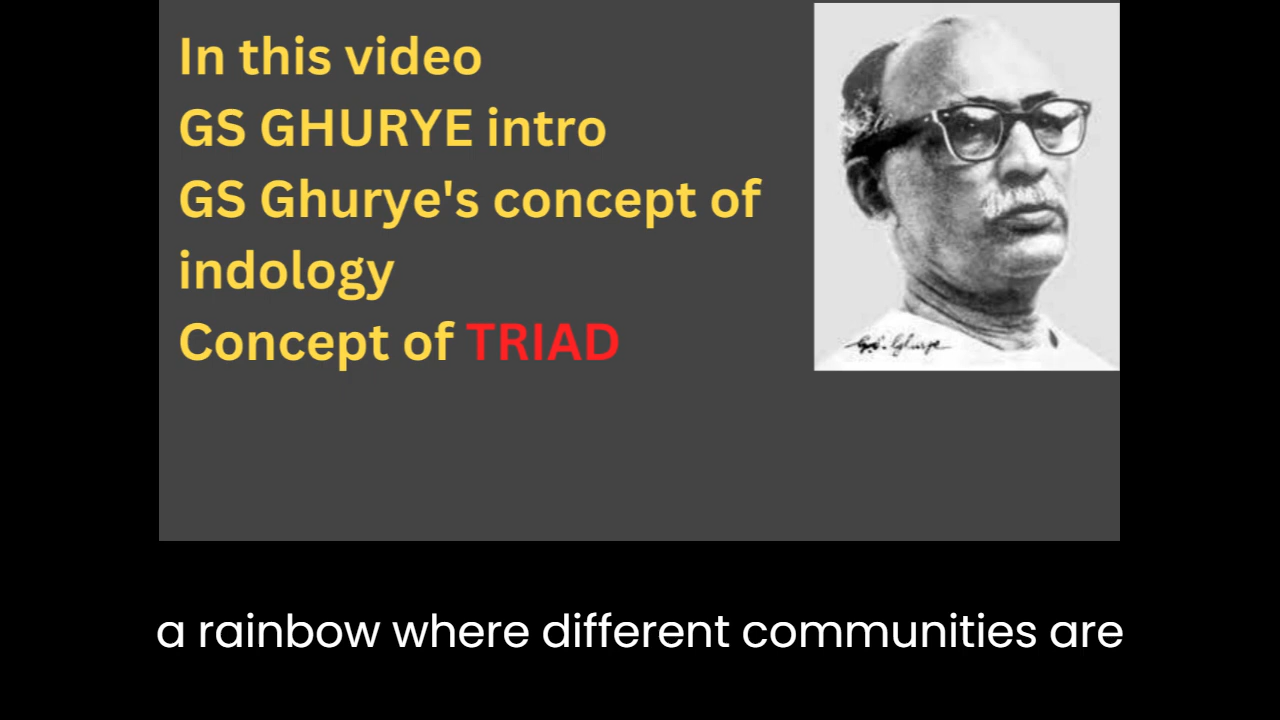 In this video
GS GHURYE intro
GS Ghurye's concept of
indology
Concept of TRIAD
G.S. Ghurye
a rainbow where different communities are